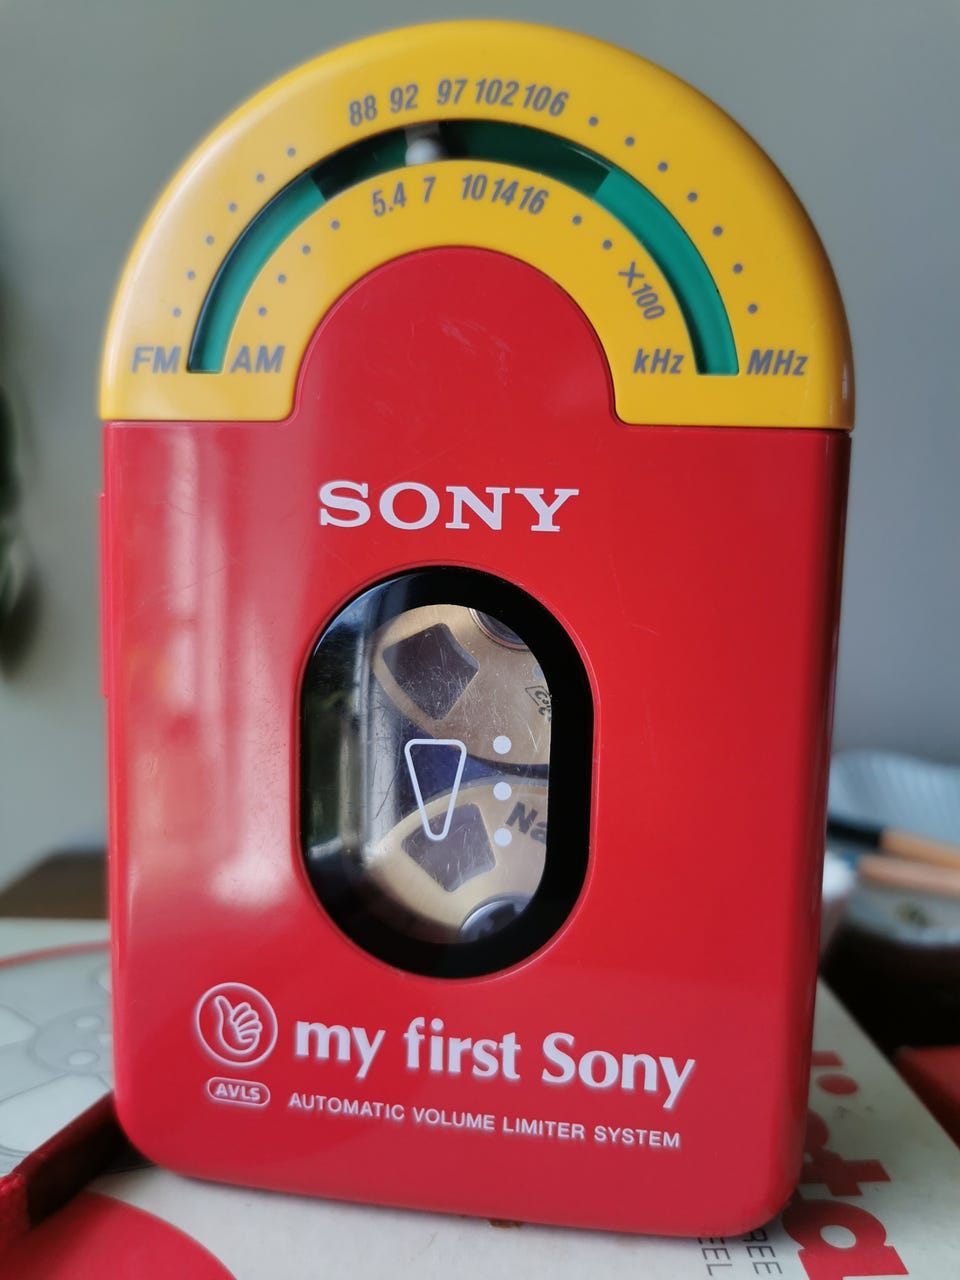 88 92 97 102 106
5.4 7 10 14 16
X100
FM AM kHz MHz
SONY
Na
my first Sony
AVLS
AUTOMATIC VOLUME LIMITER SYSTEM